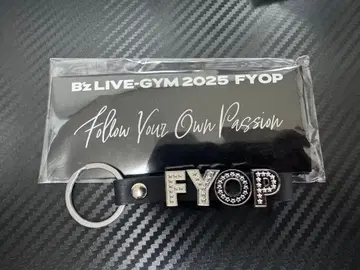 B'z LIVE-GYM 2025 FYOP
Follow Your Own Passion
FYOP